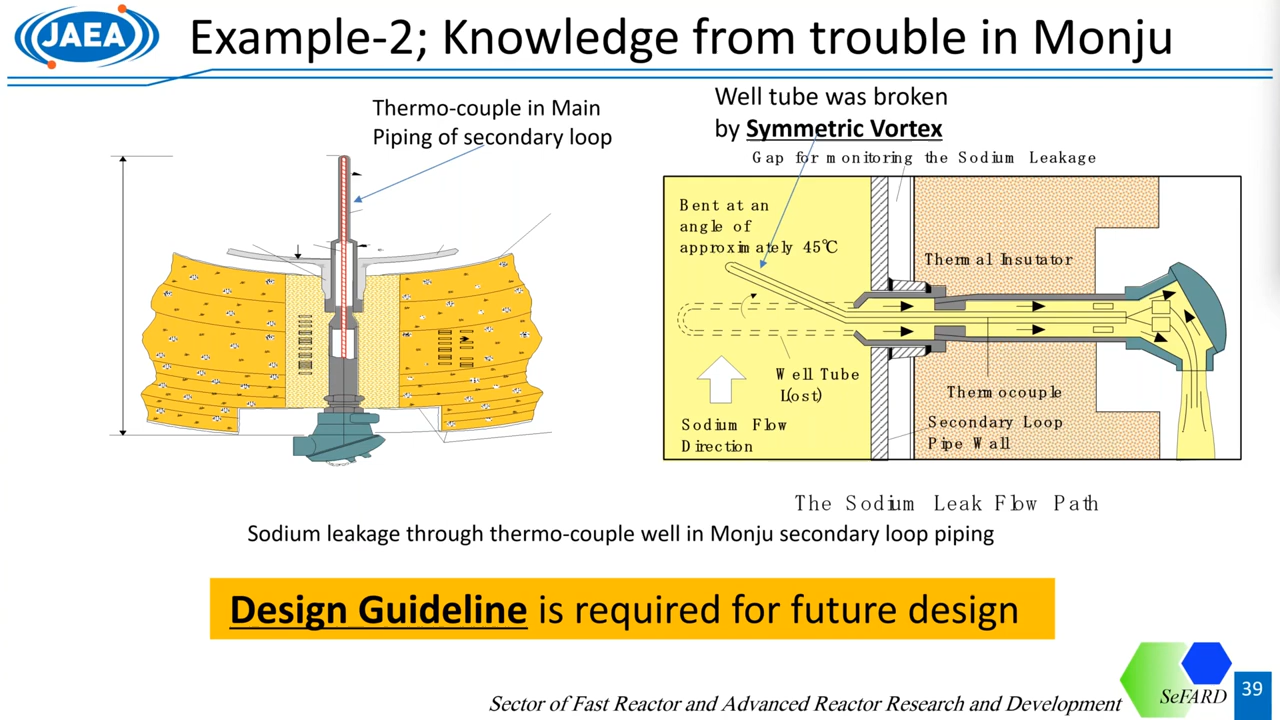 JAEA
Example-2; Knowledge from trouble in Monju
Thermo-couple in Main
Piping of secondary loop
Well tube was broken
by Symmetric Vortex
Gap for monitoring the Sodium Leakage
Bent at an
angle of
approximately 45℃
Thermal Insutator
Well Tube
(Lost)
Thermocouple
Sodium Flow
Direction
Secondary Loop
Pipe Wall
The Sodium Leak Flow Path
Sodium leakage through thermo-couple well in Monju secondary loop piping
Design Guideline is required for future design
Sector of Fast Reactor and Advanced Reactor Research and Development
SeFARD
39